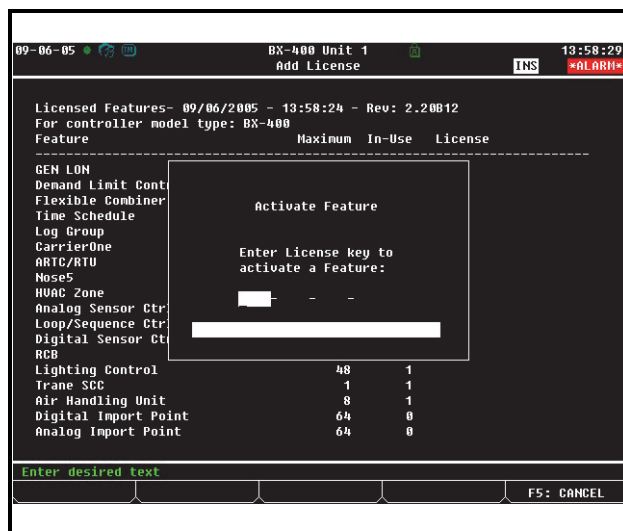 09-06-05 BX-400 Unit 1 13:58:29
Add License INS *ALARM*
Licensed Features- 09/06/2005 - 13:58:24 - Rev: 2.20B12
For controller model type: BX-400
Feature Maximum In-Use License
GEN LON
Demand Limit Cont
Flexible Combiner
Time Schedule
Log Group
CarrierOne
ARTC/RTU
Nose5
HVAC Zone
Analog Sensor Ctr
Loop/Sequence Ctr
Digital Sensor Ct
RCB
Activate Feature
Enter License key to
activate a Feature:
- - -
Lighting Control 48 1
Trane SCC 1 1
Air Handling Unit 8 1
Digital Import Point 64 0
Analog Import Point 64 0
Enter desired text
F5: CANCEL